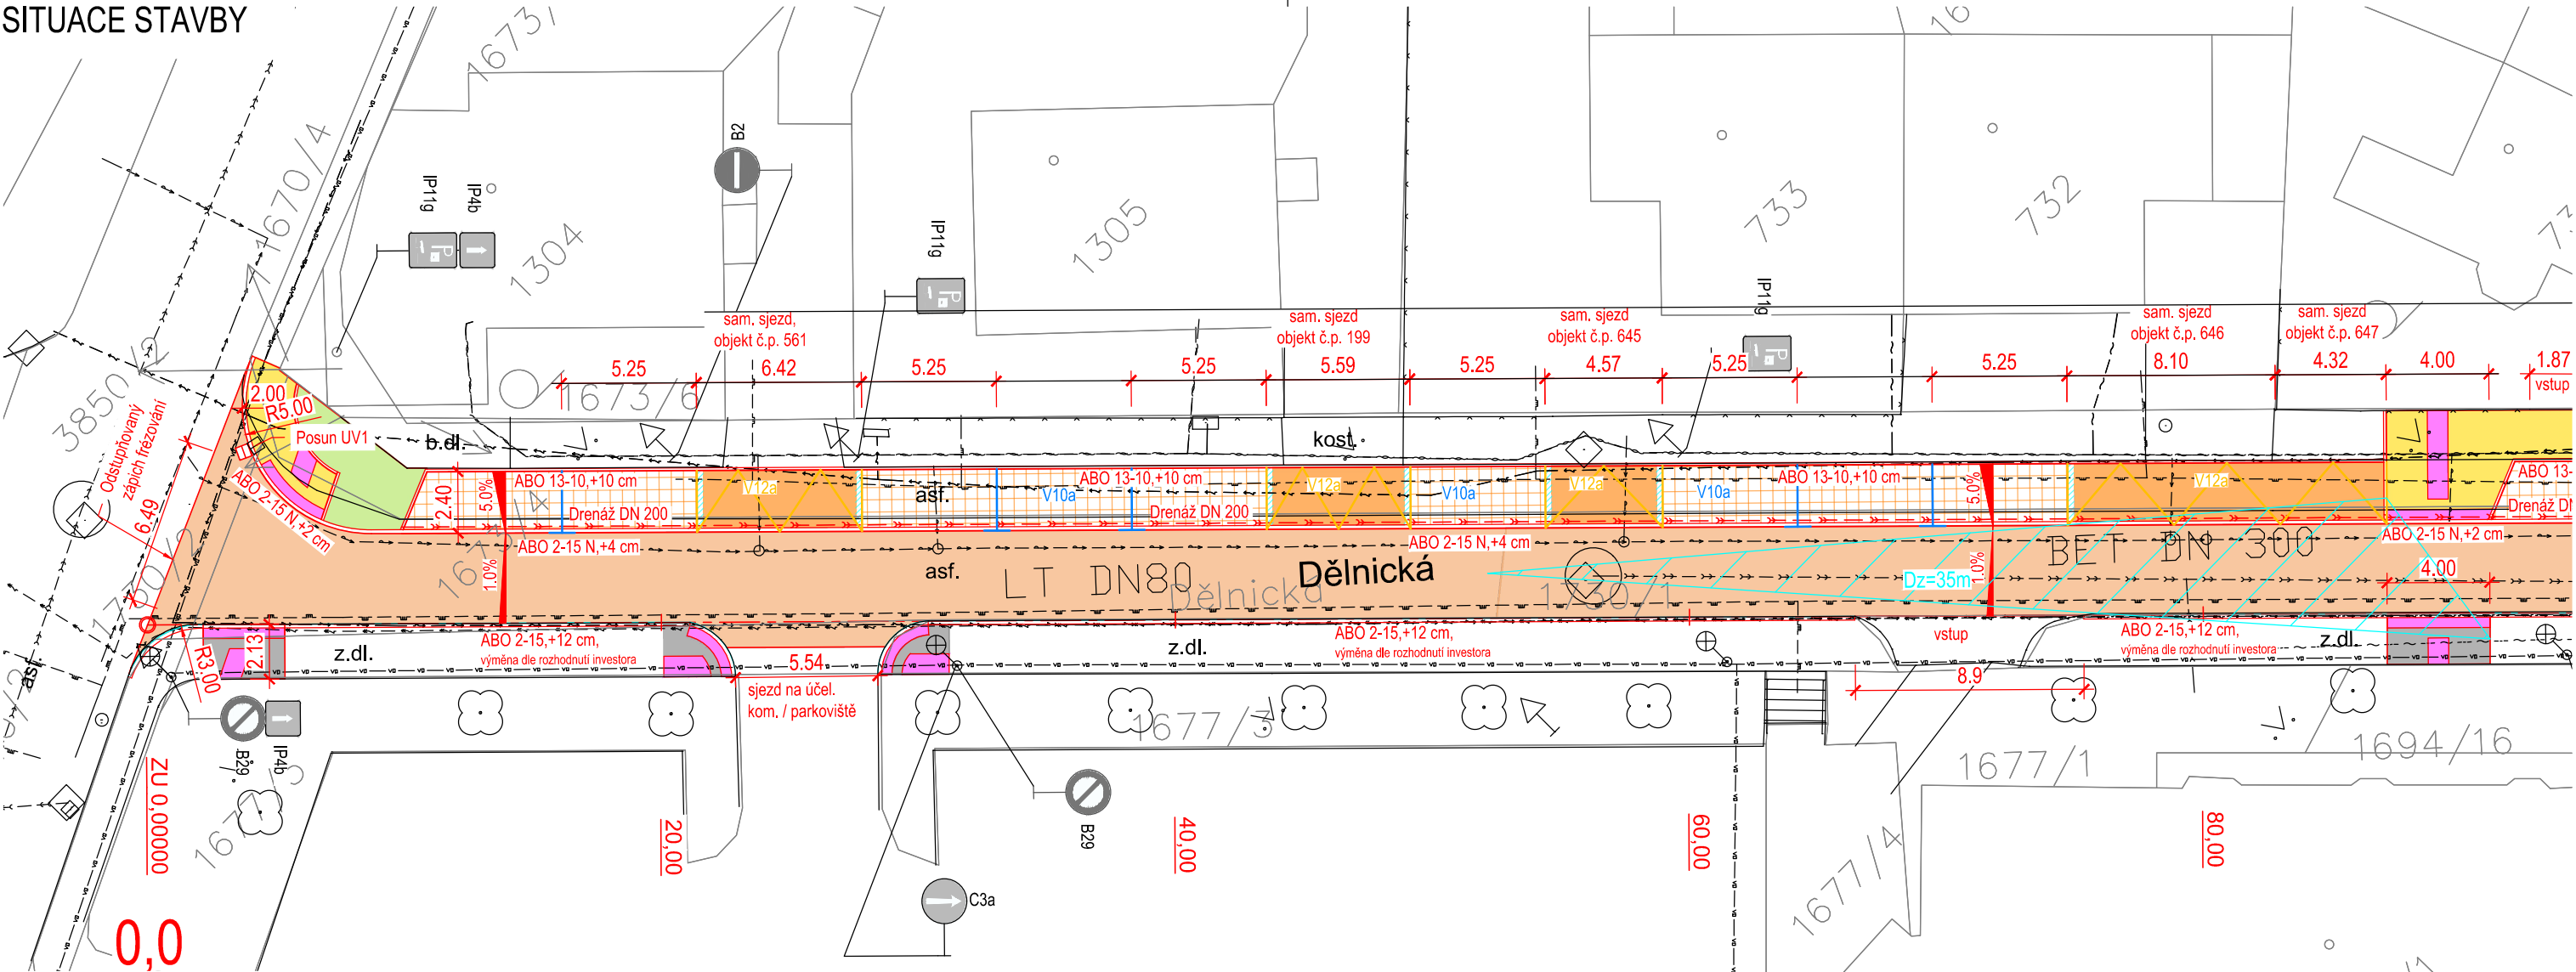 SITUACE STAVBY
1673/
16
1670/4
B2
IP11g
IP4b
1304
IP11g
1305
733
732
73
IP11g
sam. sjezd,
objekt č.p. 561
sam. sjezd
objekt č.p. 199
sam. sjezd
objekt č.p. 645
sam. sjezd
objekt č.p. 646
sam. sjezd
objekt č.p. 647
5.25
6.42
5.25
5.25
5.59
5.25
4.57
5.25
5.25
8.10
4.32
4.00
1.87
vstup
3850/2
Odstupňovaný
zápich frézování
6.49
2.00
R5.00
Posun UV1
1673/6
b.dl.
kost.
ABO 2-15 N,+2 cm
2.40
5.0%
ABO 13-10,+10 cm
Drenáž DN 200
V12a
asf.
V10a
ABO 13-10,+10 cm
Drenáž DN 200
V12a
V10a
V12a
V10a
ABO 13-10,+10 cm
5.0%
V12a
ABO 13-
Drenáž DN
1.0%
ABO 2-15 N,+4 cm
asf.
LT DN80
Dělnická
Dělnická
ABO 2-15 N,+4 cm
1730/1
Dz=35m
1.0%
BET DN 300
ABO 2-15 N,+2 cm
4.00
1730/2
asf.
R3.00
2.13
z.dl.
ABO 2-15,+12 cm,
výměna dle rozhodnutí investora
5.54
sjezd na účel.
kom. / parkoviště
z.dl.
ABO 2-15,+12 cm,
výměna dle rozhodnutí investora
vstup
8.9
ABO 2-15,+12 cm,
výměna dle rozhodnutí investora
z.dl.
B29
IP4b
1677/3
1677/1
1694/16
1677/4
B29
C3a
ZU 0,00000
20,00
40,00
60,00
80,00
0,0